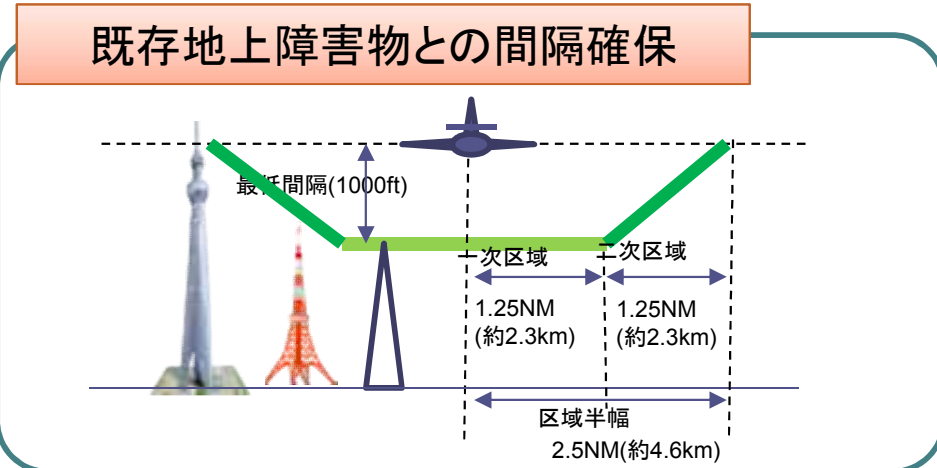 既存地上障害物との間隔確保
最低間隔(1000ft)
一次区域
二次区域
1.25NM
(約2.3km)
1.25NM
(約2.3km)
区域半幅
2.5NM(約4.6km)